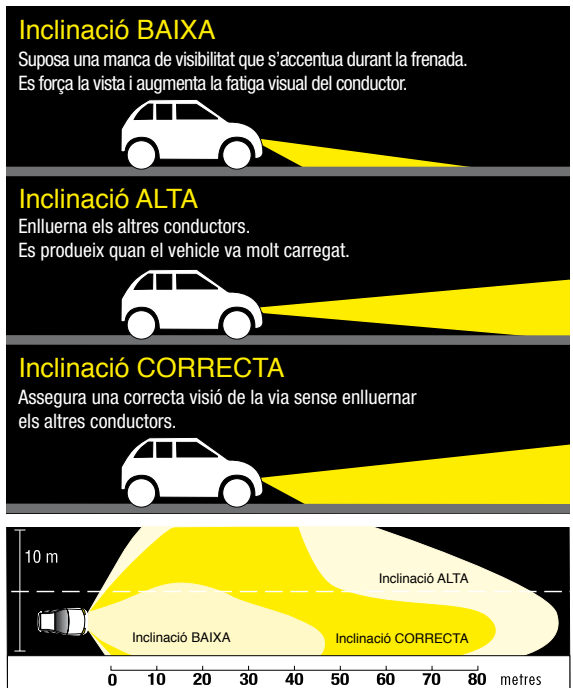 Inclinació BAIXA
Suposa una manca de visibilitat que s’accentua durant la frenada.
Es força la vista i augmenta la fatiga visual del conductor.
Inclinació ALTA
Enlluerna els altres conductors.
Es produeix quan el vehicle va molt carregat.
Inclinació CORRECTA
Assegura una correcta visió de la via sense enlluernar
els altres conductors.
10 m
Inclinació ALTA
Inclinació BAIXA
Inclinació CORRECTA
0 10 20 30 40 50 60 70 80 metres